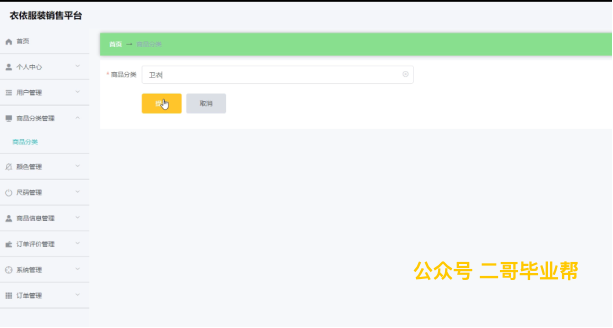 衣依服装销售平台
首页
个人中心
用户管理
商品分类管理
商品分类
颜色管理
尺码管理
商品信息管理
订单评价管理
系统管理
订单管理
首页 → 商品分类
* 商品分类 卫衣
取消
公众号 二哥毕业帮